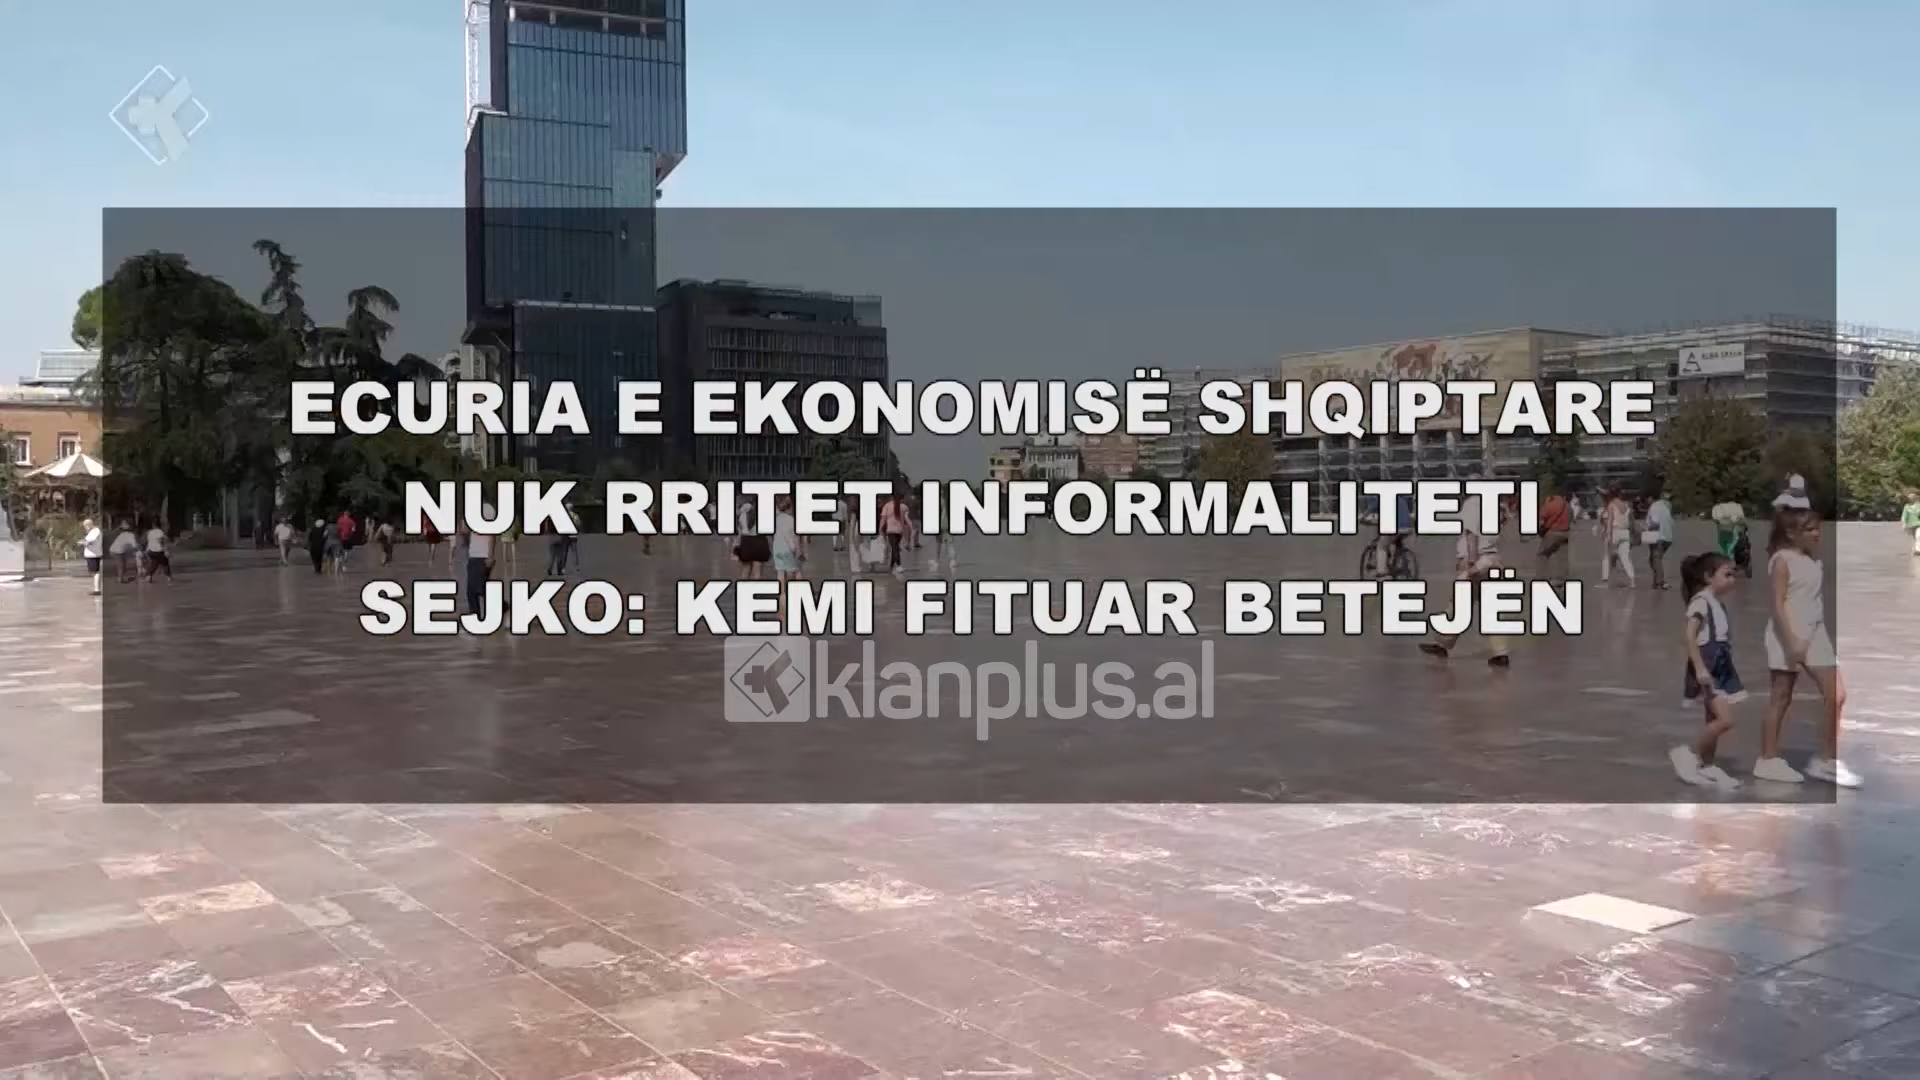 ECURIA E EKONOMISË SHQIPTARE
NUK RRITET INFORMALITETI
SEJKO: KEMI FITUAR BETEJËN
klanplus.al